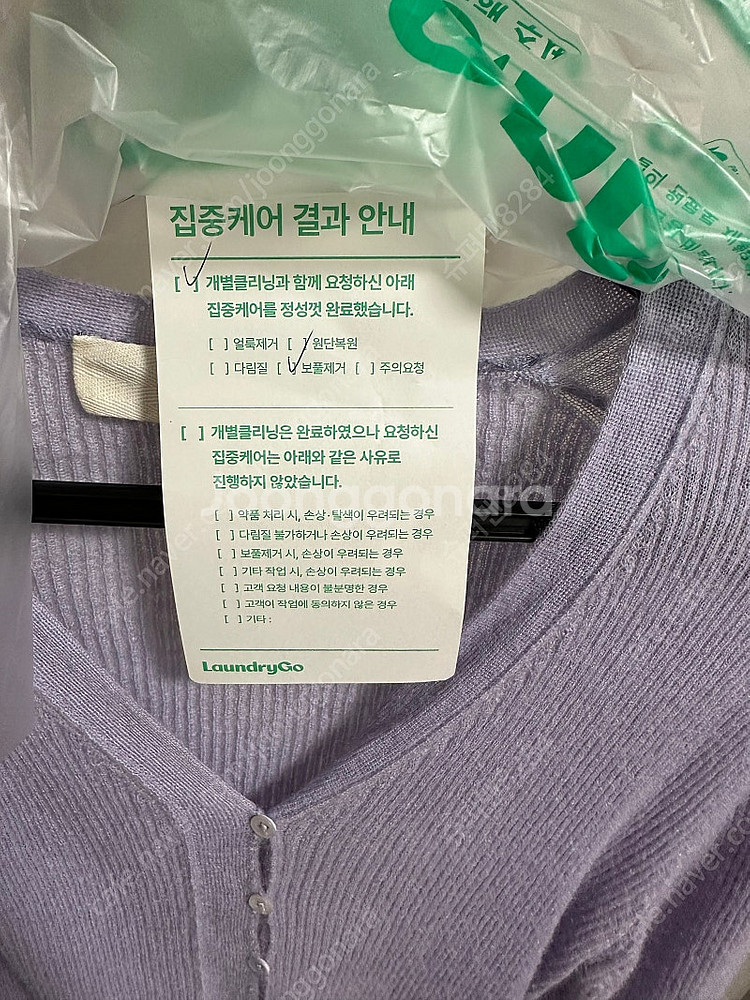 집중케어 결과 안내
[ ] 개별클리닝과 함께 요청하신 아래
집중케어를 정성껏 완료했습니다.
[ ] 얼룩제거 [ ] 원단복원
[ ] 다림질 [ ] 보풀제거 [ ] 주의요청
[ ] 개별클리닝은 완료하였으나 요청하신
집중케어는 아래와 같은 사유로
진행하지 않았습니다.
[ ] 약품 처리 시, 손상·탈색이 우려되는 경우
[ ] 다림질 불가하거나 손상이 우려되는 경우
[ ] 보풀제거 시, 손상이 우려되는 경우
[ ] 기타 작업 시, 손상이 우려되는 경우
[ ] 고객 요청 내용이 불분명한 경우
[ ] 고객이 작업에 동의하지 않은 경우
[ ] 기타 :
LaundryGo
joonggonara